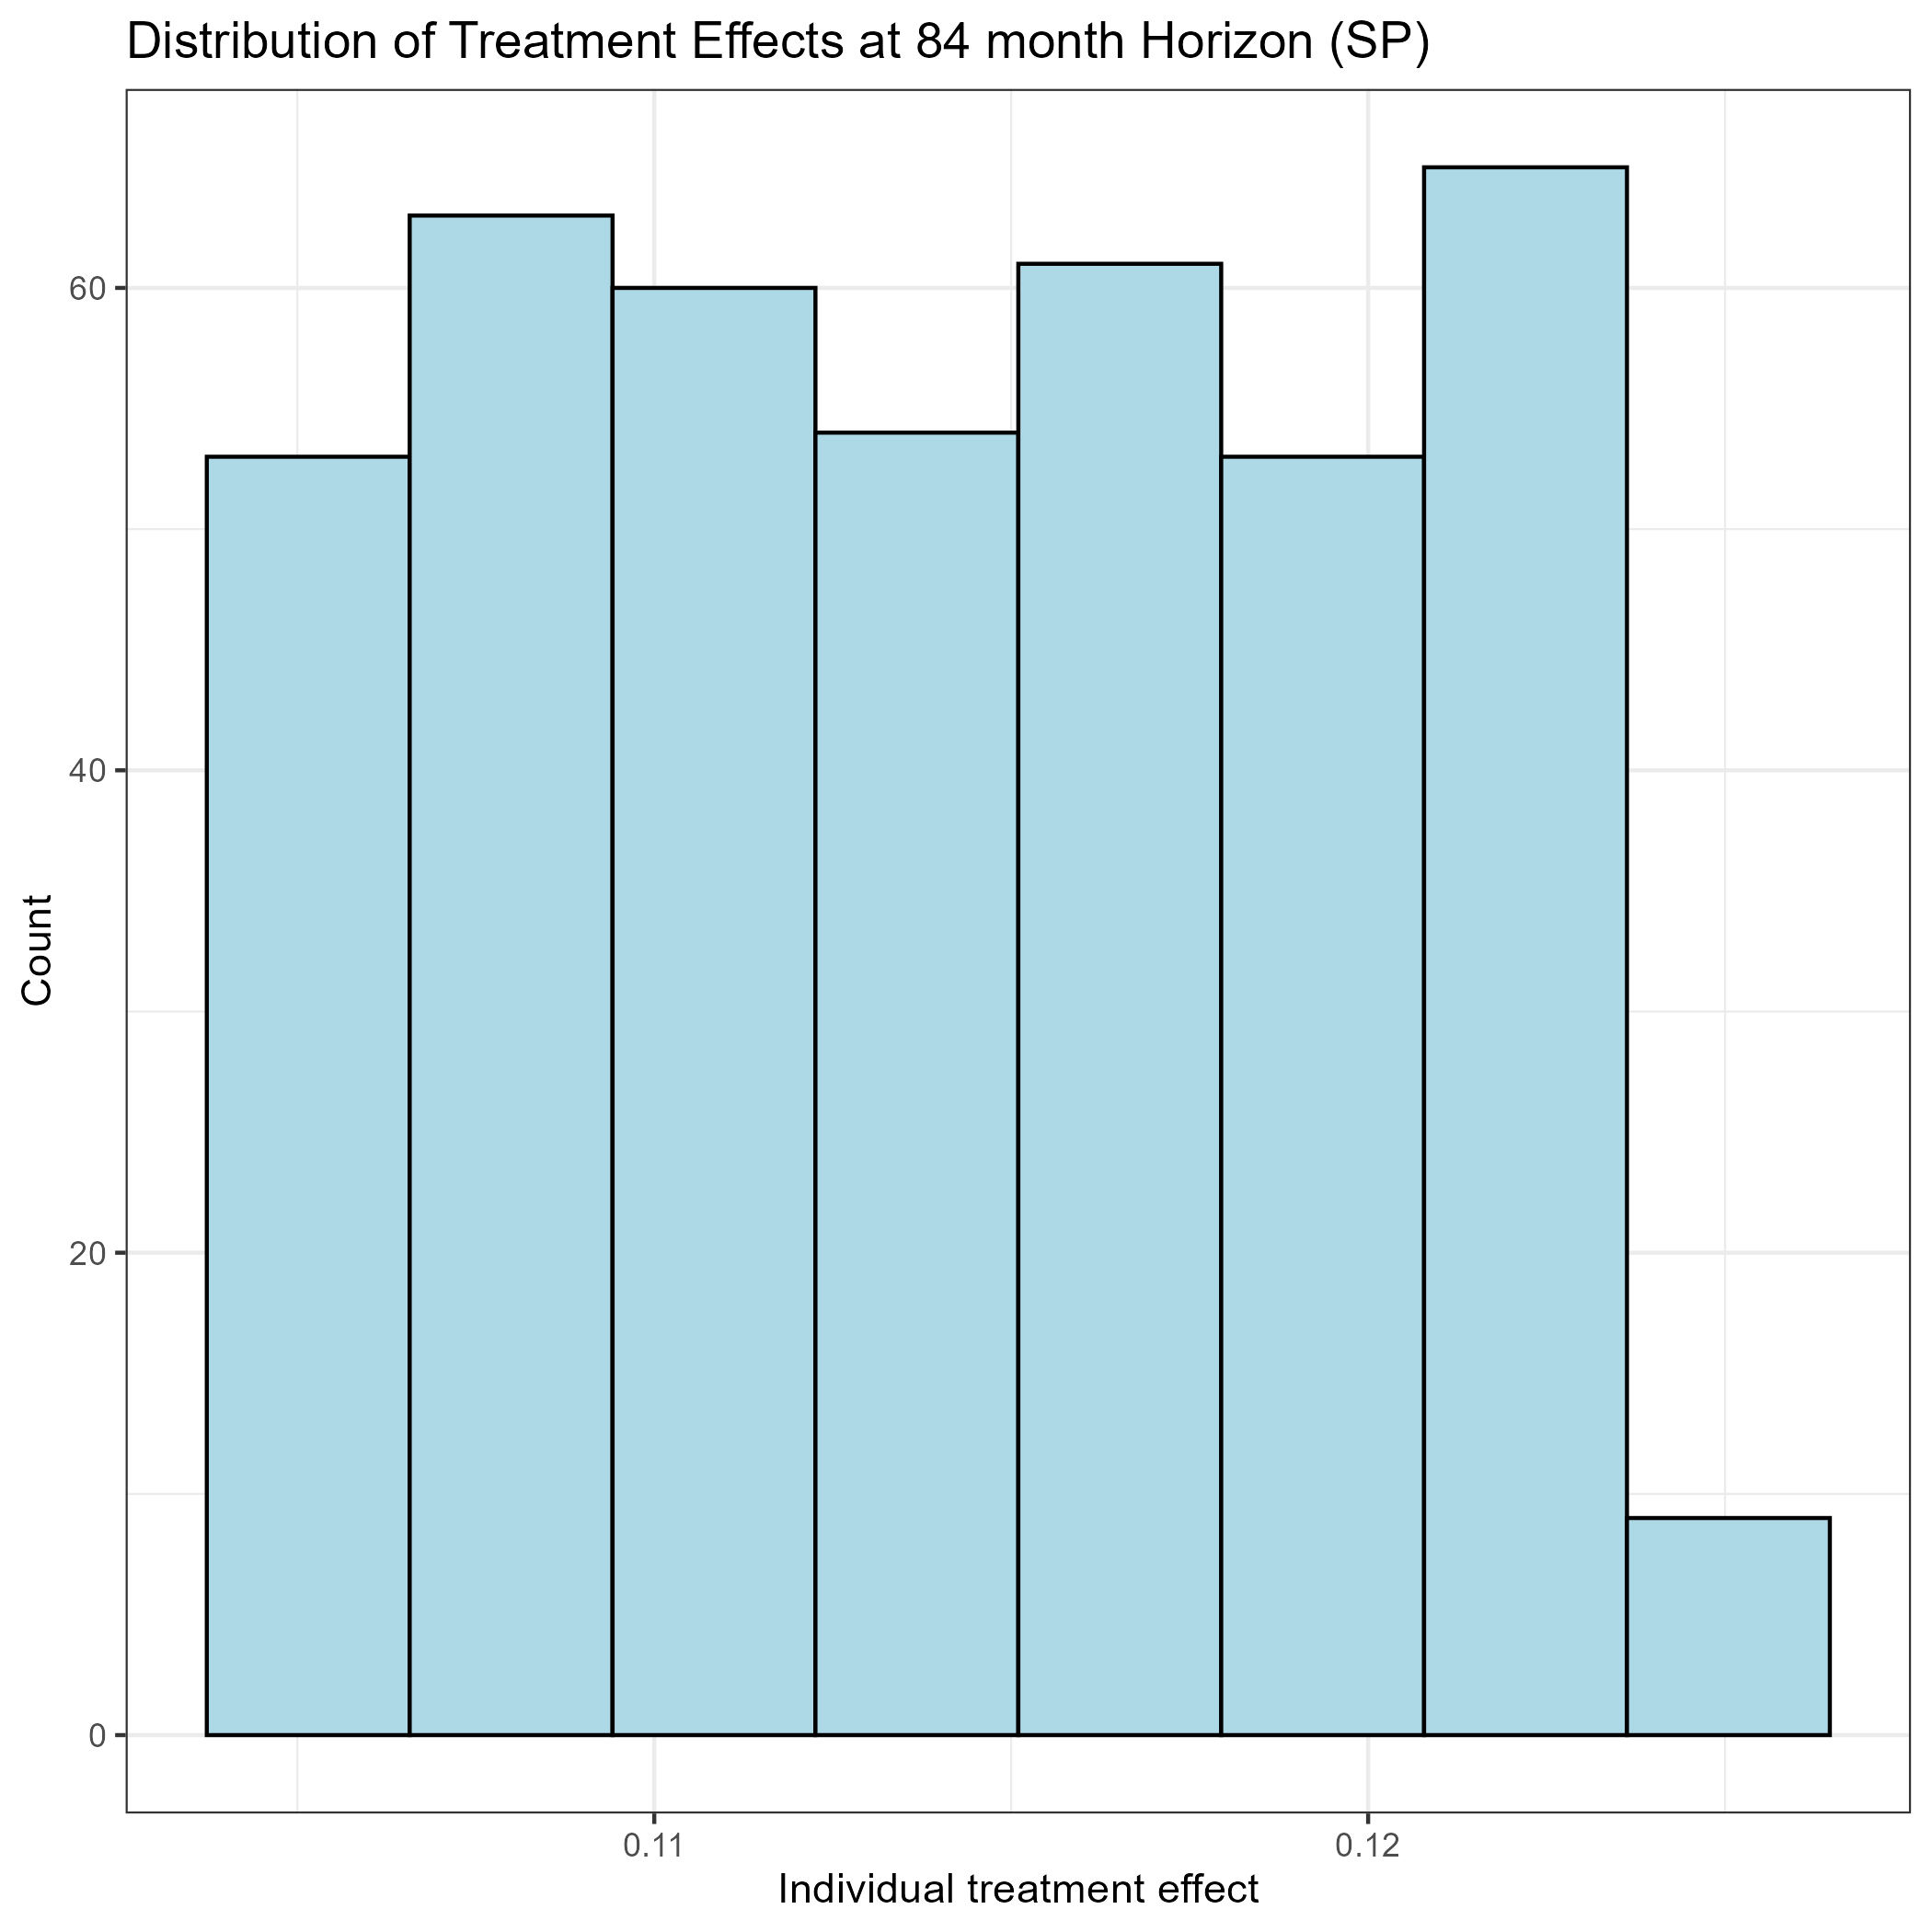 Distribution of Treatment Effects at 84 month Horizon (SP)
60
40
20
0
Count
0.11
0.12
Individual treatment effect